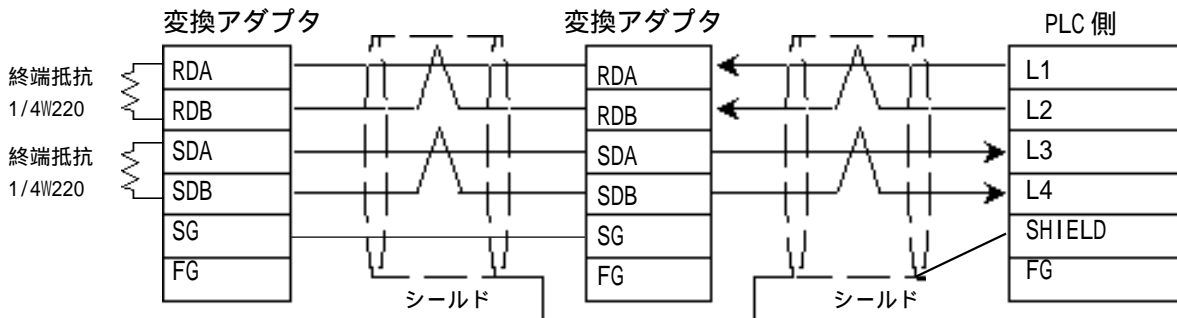 変換アダプタ
変換アダプタ
PLC 側
終端抵抗
1/4W220
終端抵抗
1/4W220
RDA
RDB
SDA
SDB
SG
FG
シールド
RDA
RDB
SDA
SDB
SG
FG
シールド
L1
L2
L3
L4
SHIELD
FG